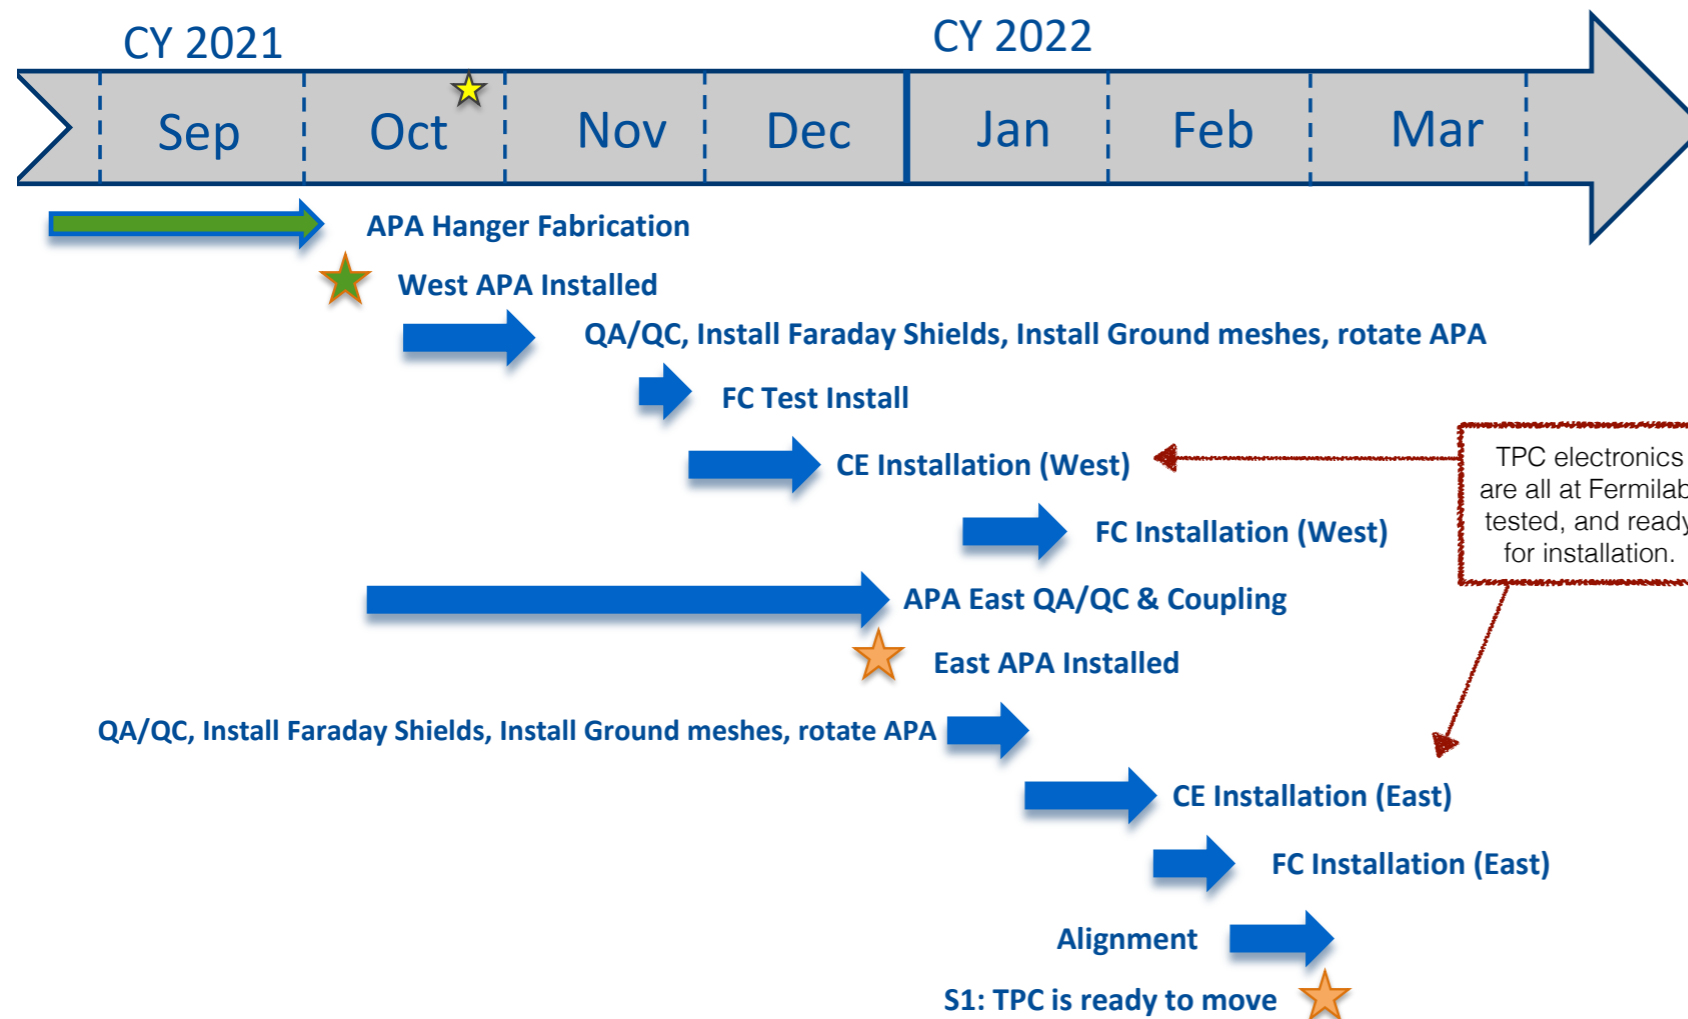 CY 2021
CY 2022
Sep
Oct
Nov
Dec
Jan
Feb
Mar
APA Hanger Fabrication
West APA Installed
QA/QC, Install Faraday Shields, Install Ground meshes, rotate APA
FC Test Install
CE Installation (West)
TPC electronics
are all at Fermilab
tested, and ready
for installation.
FC Installation (West)
APA East QA/QC & Coupling
East APA Installed
QA/QC, Install Faraday Shields, Install Ground meshes, rotate APA
CE Installation (East)
FC Installation (East)
Alignment
S1: TPC is ready to move